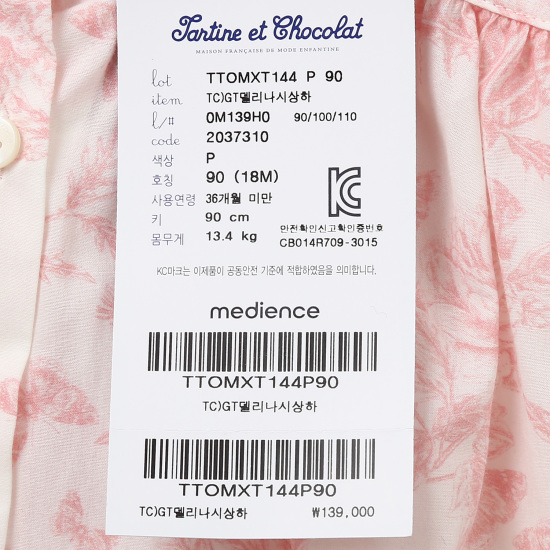 Tartine et Chocolat
MAISON FRANÇAISE DE MODE ENFANTINE
lot TTOMXT144 P 90
item TC)GT멜리나시상하
l/# 0M139H0 90/100/110
code 2037310
색상 P
호칭 90 (18M)
사용연령 36개월 미만
키 90 cm
몸무게 13.4 kg
안전확인신고확인증번호
CB014R709-3015
KC마크는 이제품이 공동안전 기준에 적합하였음을 의미합니다.
medience
TTOMXT144P90
TC)GT델리나시상하
TTOMXT144P90
TC)GT델리나시상하 ₩139,000